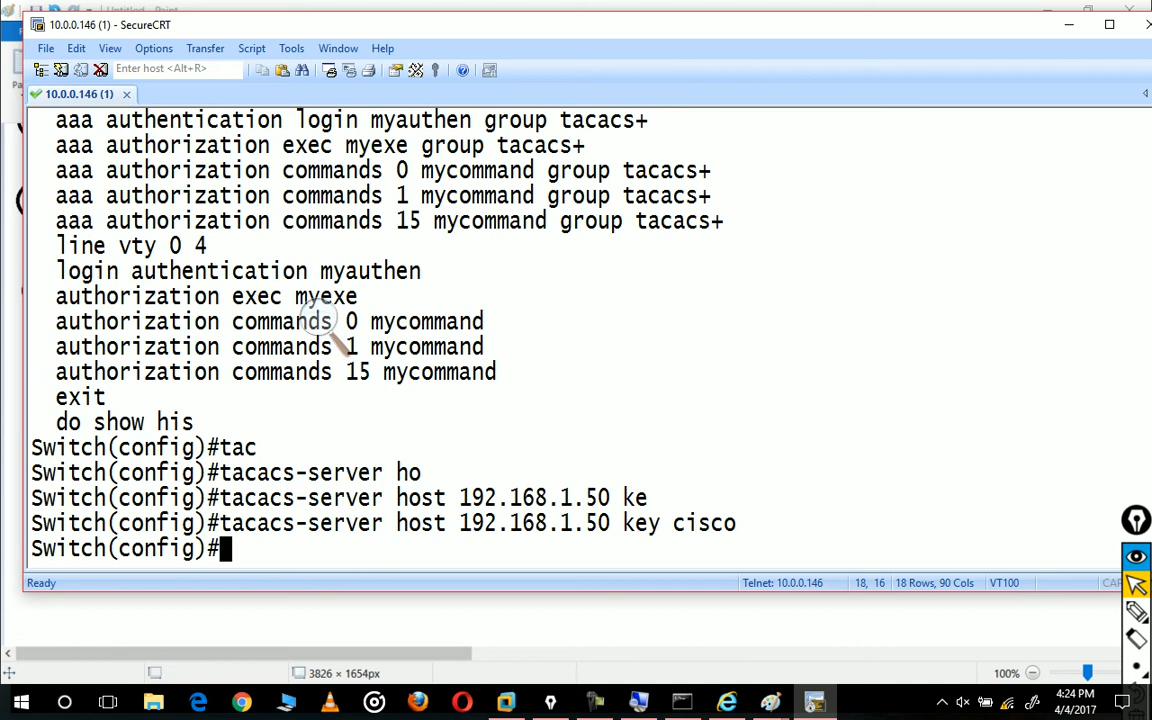 Untitled - Paint
10.0.0.146 (1) - SecureCRT
File Edit View Options Transfer Script Tools Window Help
Enter host <Alt+R>
10.0.0.146 (1)
aaa authentication login myauthen group tacacs+
aaa authorization exec myexe group tacacs+
aaa authorization commands 0 mycommand group tacacs+
aaa authorization commands 1 mycommand group tacacs+
aaa authorization commands 15 mycommand group tacacs+
line vty 0 4
login authentication myauthen
authorization exec myexe
authorization commands 0 mycommand
authorization commands 1 mycommand
authorization commands 15 mycommand
exit
do show his
Switch(config)#tac
Switch(config)#tacacs-server ho
Switch(config)#tacacs-server host 192.168.1.50 ke
Switch(config)#tacacs-server host 192.168.1.50 key cisco
Switch(config)#
Ready Telnet: 10.0.0.146 18, 16 18 Rows, 90 Cols VT100
3826 × 1654px 100%
4:24 PM
4/4/2017